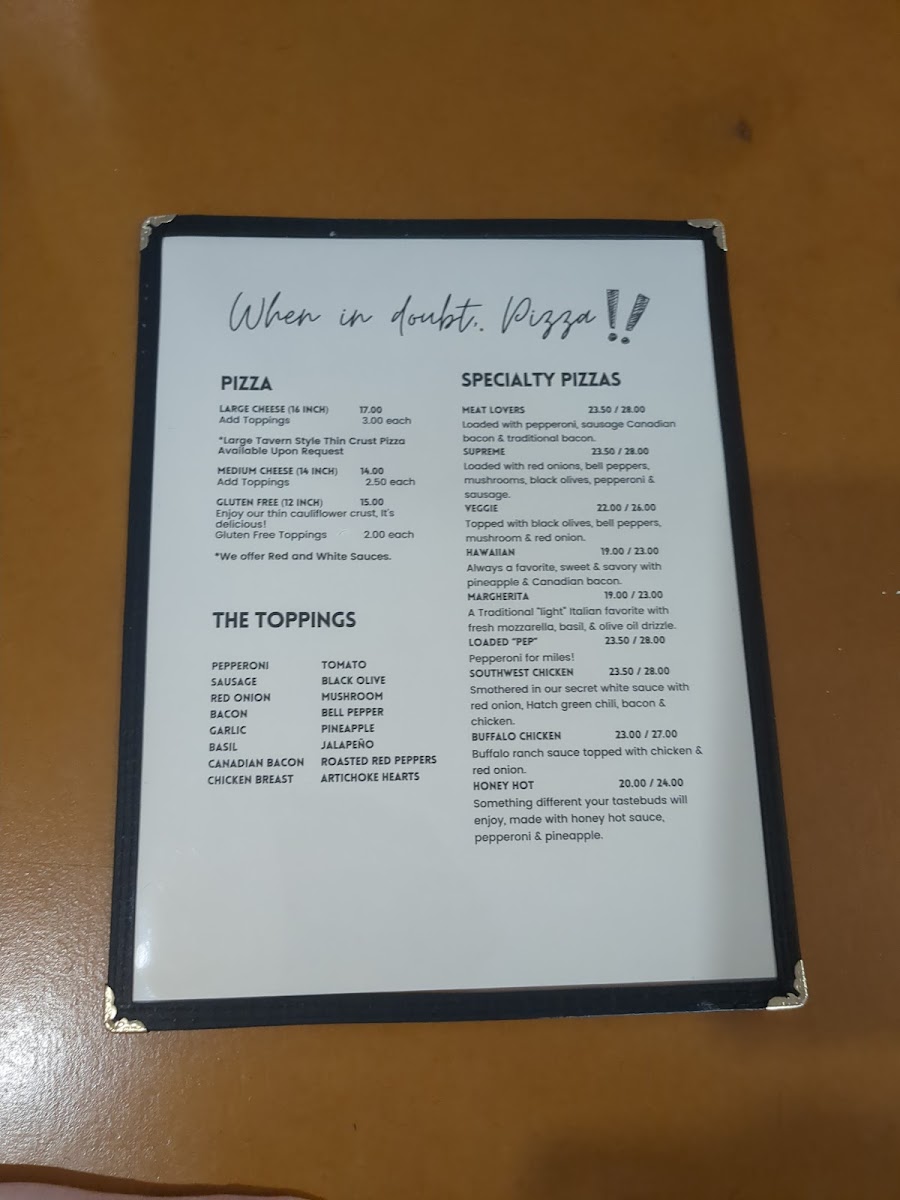 When in doubt,. Pizza!!
PIZZA
LARGE CHEESE (16 INCH) 17.00
Add Toppings 3.00 each
*Large Tavern Style Thin Crust Pizza
Available Upon Request
MEDIUM CHEESE (14 INCH) 14.00
Add Toppings 2.50 each
GLUTEN FREE (12 INCH) 15.00
Enjoy our thin cauliflower crust, It's
delicious!
Gluten Free Toppings 2.00 each
*We offer Red and White Sauces.
THE TOPPINGS
PEPPERONI
SAUSAGE
RED ONION
BACON
GARLIC
BASIL
CANADIAN BACON
CHICKEN BREAST
TOMATO
BLACK OLIVE
MUSHROOM
BELL PEPPER
PINEAPPLE
JALAPEÑO
ROASTED RED PEPPERS
ARTICHOKE HEARTS
SPECIALTY PIZZAS
MEAT LOVERS 23.50 / 28.00
Loaded with pepperoni, sausage Canadian
bacon & traditional bacon.
SUPREME 23.50 / 28.00
Loaded with red onions, bell peppers,
mushrooms, black olives, pepperoni &
sausage.
VEGGIE 22.00 / 26.00
Topped with black olives, bell peppers,
mushroom & red onion.
HAWAIIAN 19.00 / 23.00
Always a favorite, sweet & savory with
pineapple & Canadian bacon.
MARGHERITA 19.00 / 23.00
A Traditional "light" Italian favorite with
fresh mozzarella, basil, & olive oil drizzle.
LOADED "PEP" 23.50 / 28.00
Pepperoni for miles!
SOUTHWEST CHICKEN 23.50 / 28.00
Smothered in our secret white sauce with
red onion, Hatch green chili, bacon &
chicken.
BUFFALO CHICKEN 23.00 / 27.00
Buffalo ranch sauce topped with chicken &
red onion.
HONEY HOT 20.00 / 24.00
Something different your tastebuds will
enjoy, made with honey hot sauce,
pepperoni & pineapple.